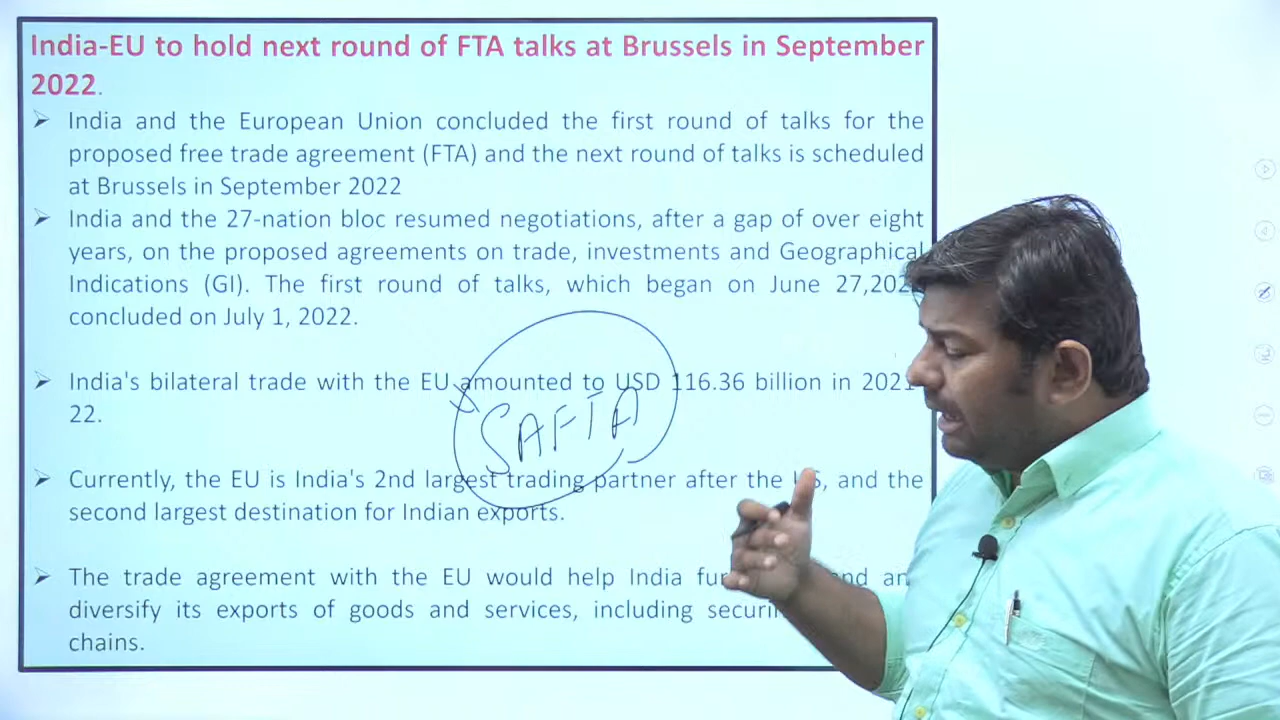 India-EU to hold next round of FTA talks at Brussels in September
2022.
➢ India and the European Union concluded the first round of talks for the
proposed free trade agreement (FTA) and the next round of talks is scheduled
at Brussels in September 2022
➢ India and the 27-nation bloc resumed negotiations, after a gap of over eight
years, on the proposed agreements on trade, investments and Geographical
Indications (GI). The first round of talks, which began on June 27,202
concluded on July 1, 2022.
➢ India's bilateral trade with the EU amounted to USD 116.36 billion in 2021-
22.
SAFTA
➢ Currently, the EU is India's 2nd largest trading partner after the US, and the
second largest destination for Indian exports.
➢ The trade agreement with the EU would help India and
diversify its exports of goods and services, including
chains.